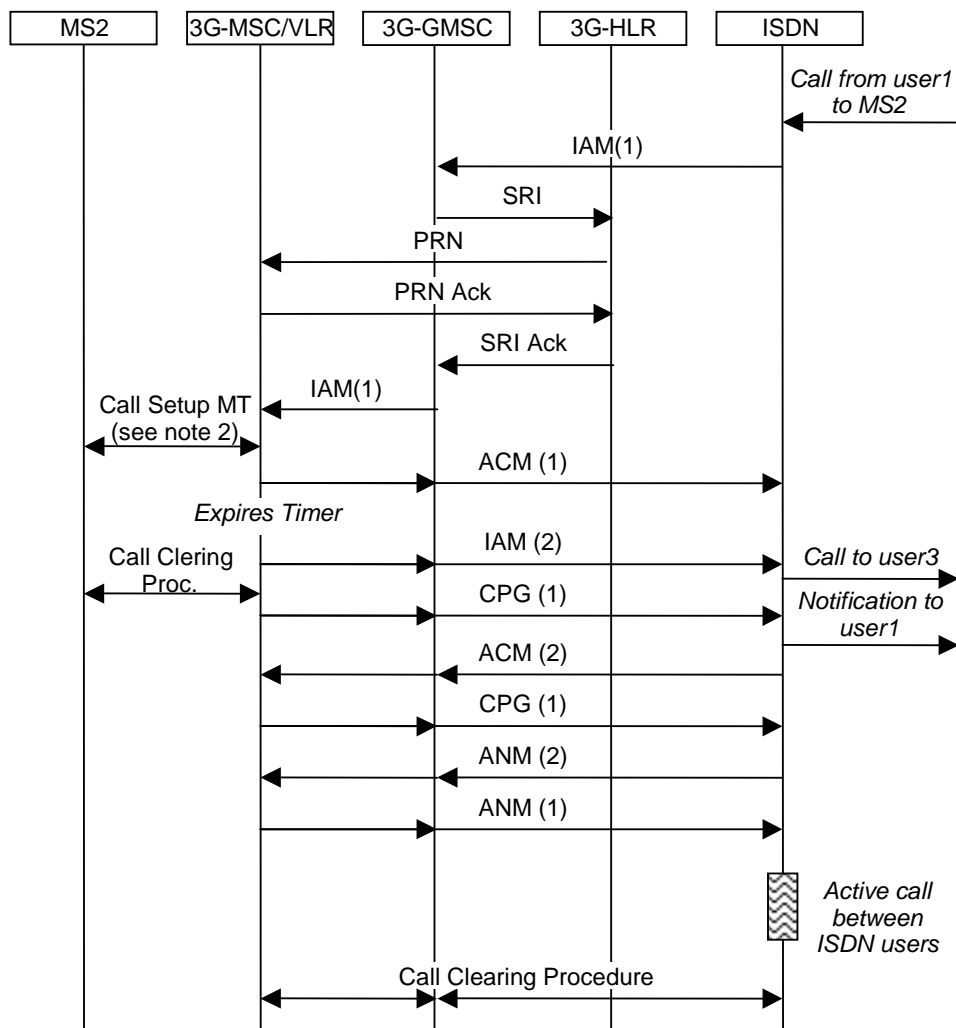 MS2
3G-MSC/VLR
3G-GMSC
3G-HLR
ISDN
Call from user1
to MS2
IAM(1)
SRI
PRN
PRN Ack
SRI Ack
IAM(1)
Call Setup MT
(see note 2)
ACM (1)
Expires Timer
IAM (2)
Call Clering
Proc.
Call to user3
CPG (1)
Notification to
user1
ACM (2)
CPG (1)
ANM (2)
ANM (1)
Active call
between
ISDN users
Call Clearing Procedure